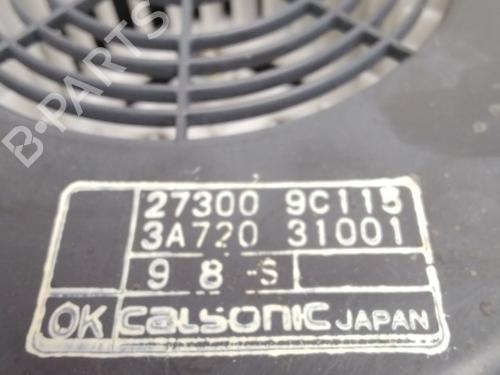 B-PARTS
27300 9C115
3A720 31001
9 8 -S
OK calsonic JAPAN